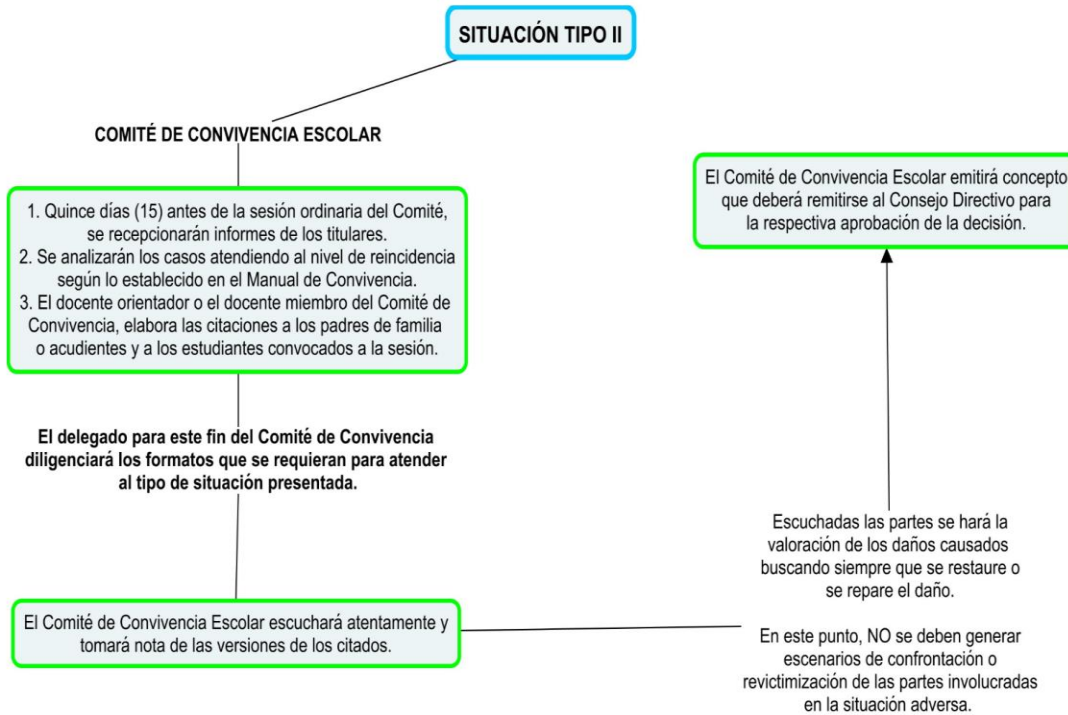 SITUACIÓN TIPO II
COMITÉ DE CONVIVENCIA ESCOLAR
1. Quince días (15) antes de la sesión ordinaria del Comité,
se recepcionarán informes de los titulares.
2. Se analizarán los casos atendiendo al nivel de reincidencia
según lo establecido en el Manual de Convivencia.
3. El docente orientador o el docente miembro del Comité de
Convivencia, elabora las citaciones a los padres de familia
o acudientes y a los estudiantes convocados a la sesión.
El delegado para este fin del Comité de Convivencia
diligenciará los formatos que se requieran para atender
al tipo de situación presentada.
El Comité de Convivencia Escolar escuchará atentamente y
tomará nota de las versiones de los citados.
Escuchadas las partes se hará la
valoración de los daños causados
buscando siempre que se restaure o
se repare el daño.
En este punto, NO se deben generar
escenarios de confrontación o
revictimización de las partes involucradas
en la situación adversa.
El Comité de Convivencia Escolar emitirá concepto
que deberá remitirse al Consejo Directivo para
la respectiva aprobación de la decisión.